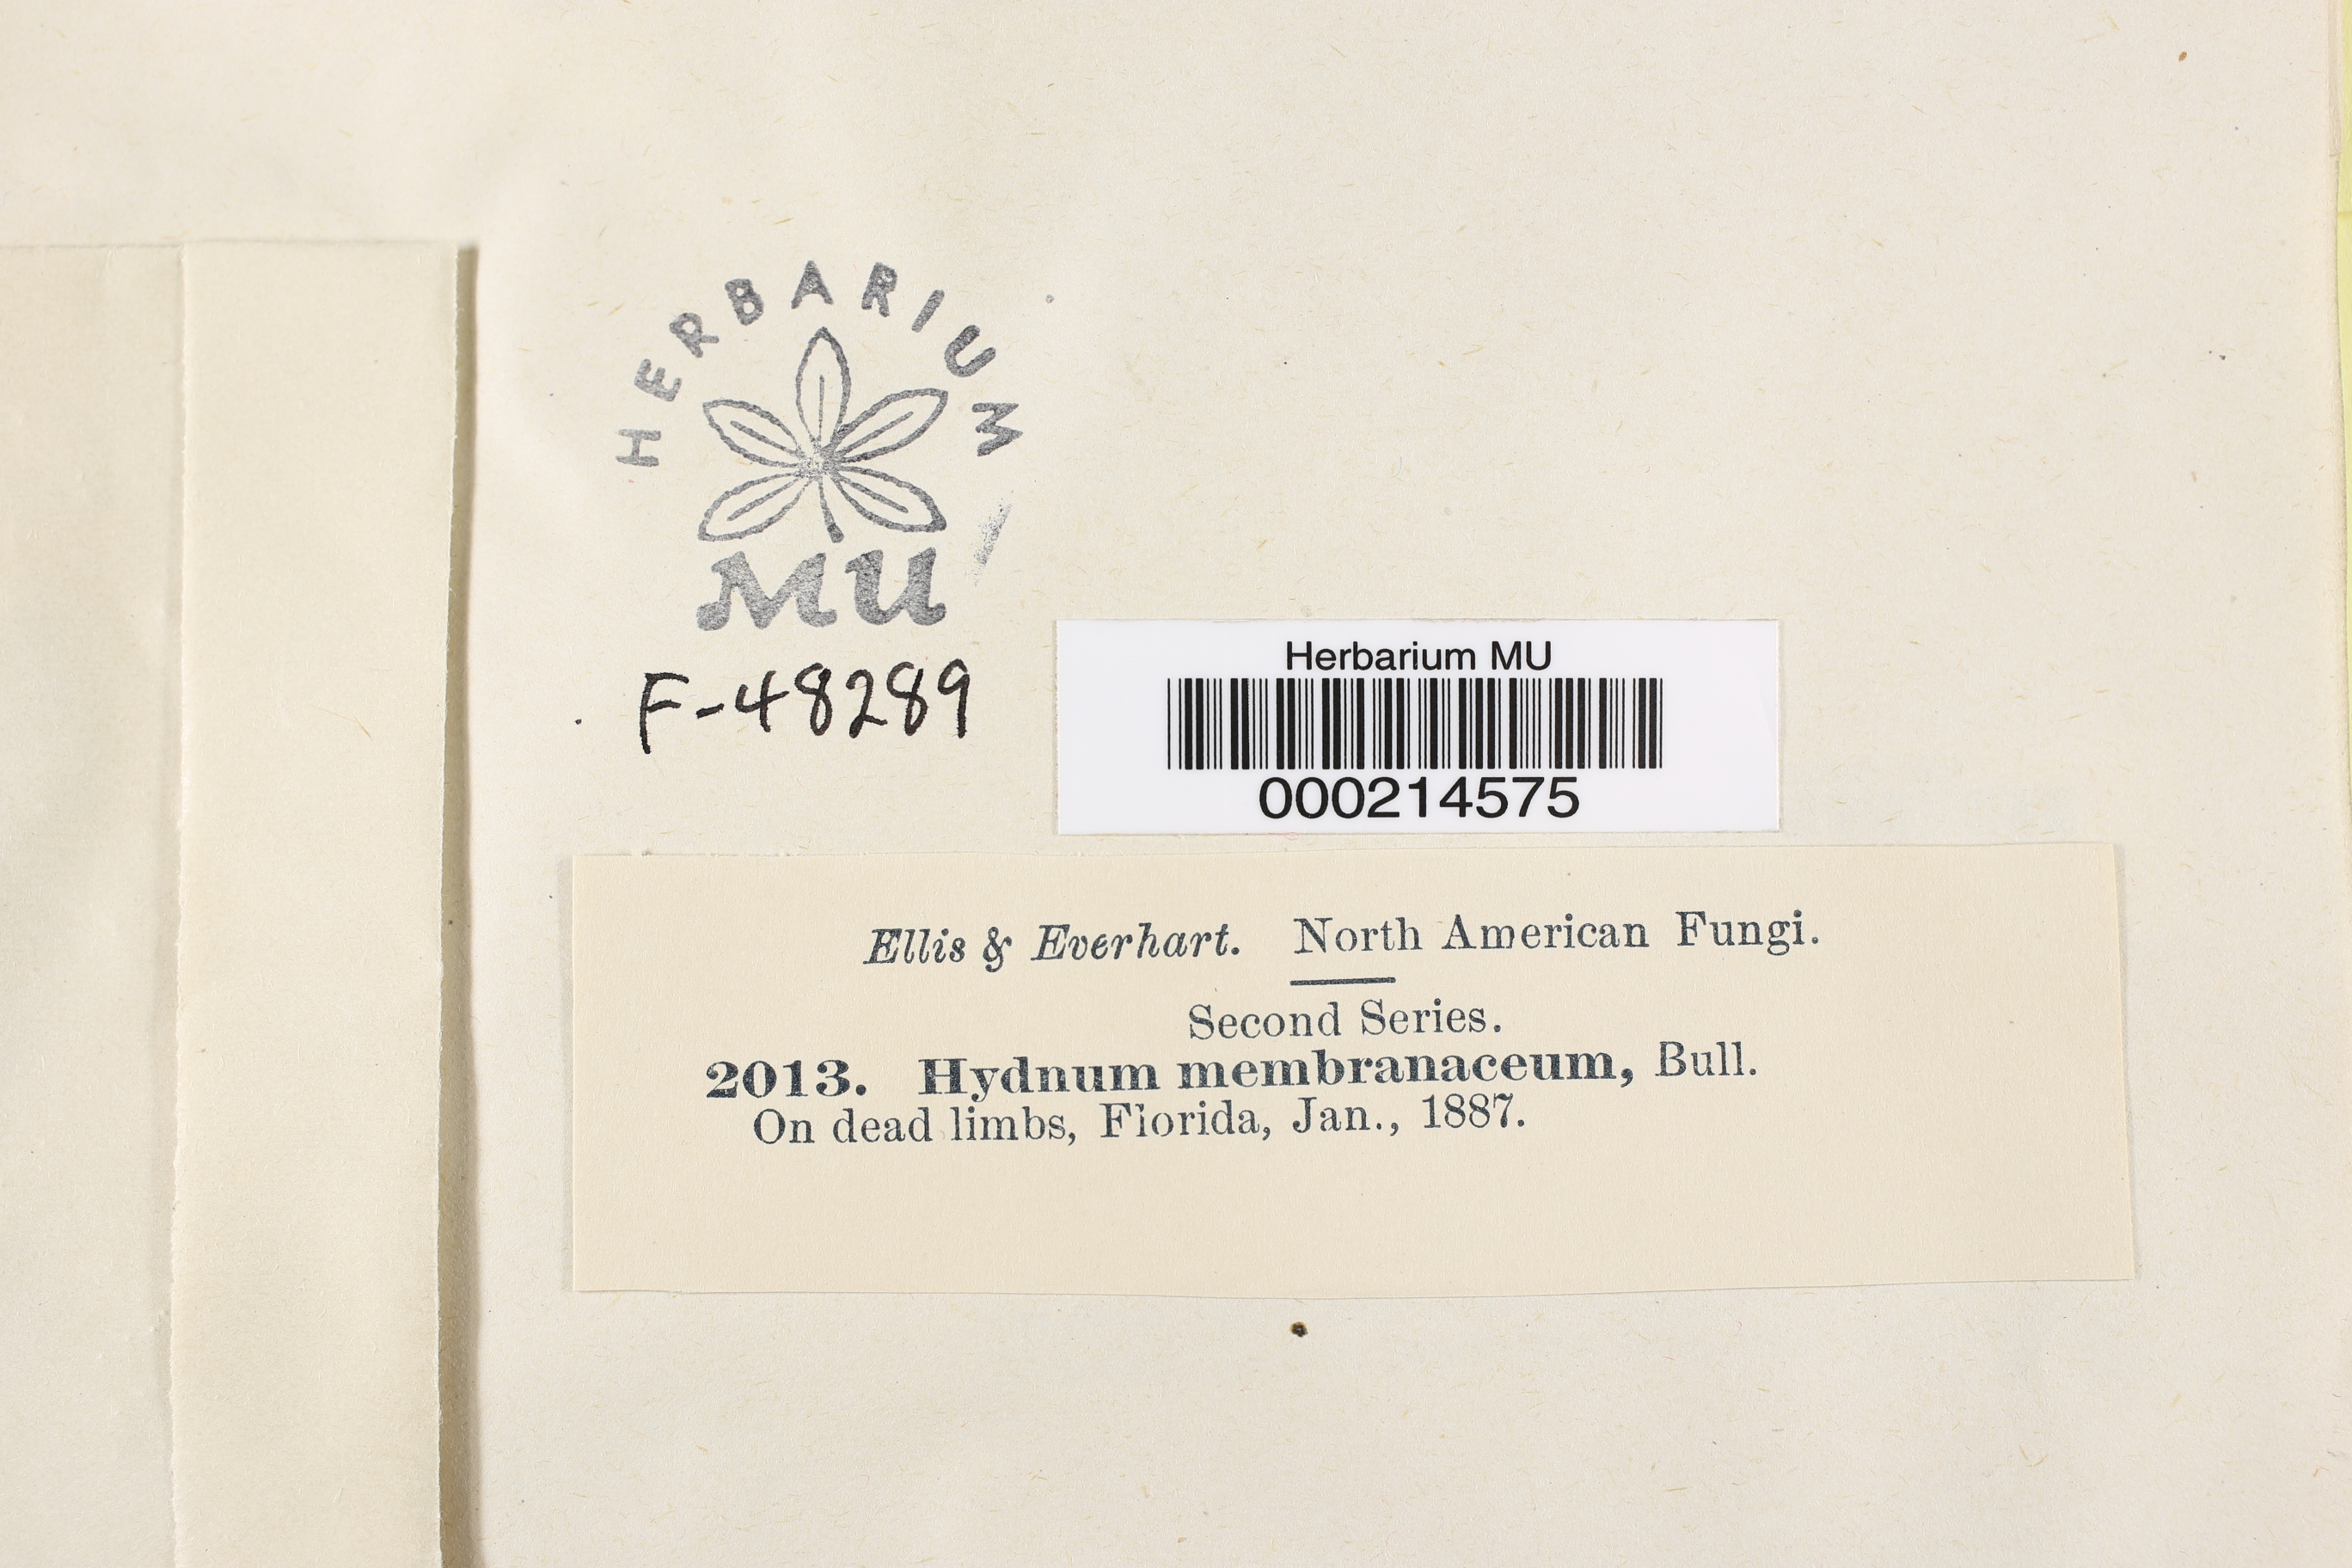 HERBARIUM
MU
F-48289
Herbarium MU
000214575
Ellis & Everhart. North American Fungi.
Second Series.
2013. Hydnum membranaceum, Bull.
On dead limbs, Florida, Jan., 1887.